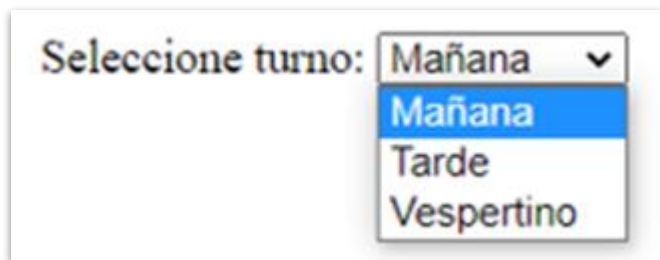 Seleccione turno: Mañana
Mañana
Tarde
Vespertino